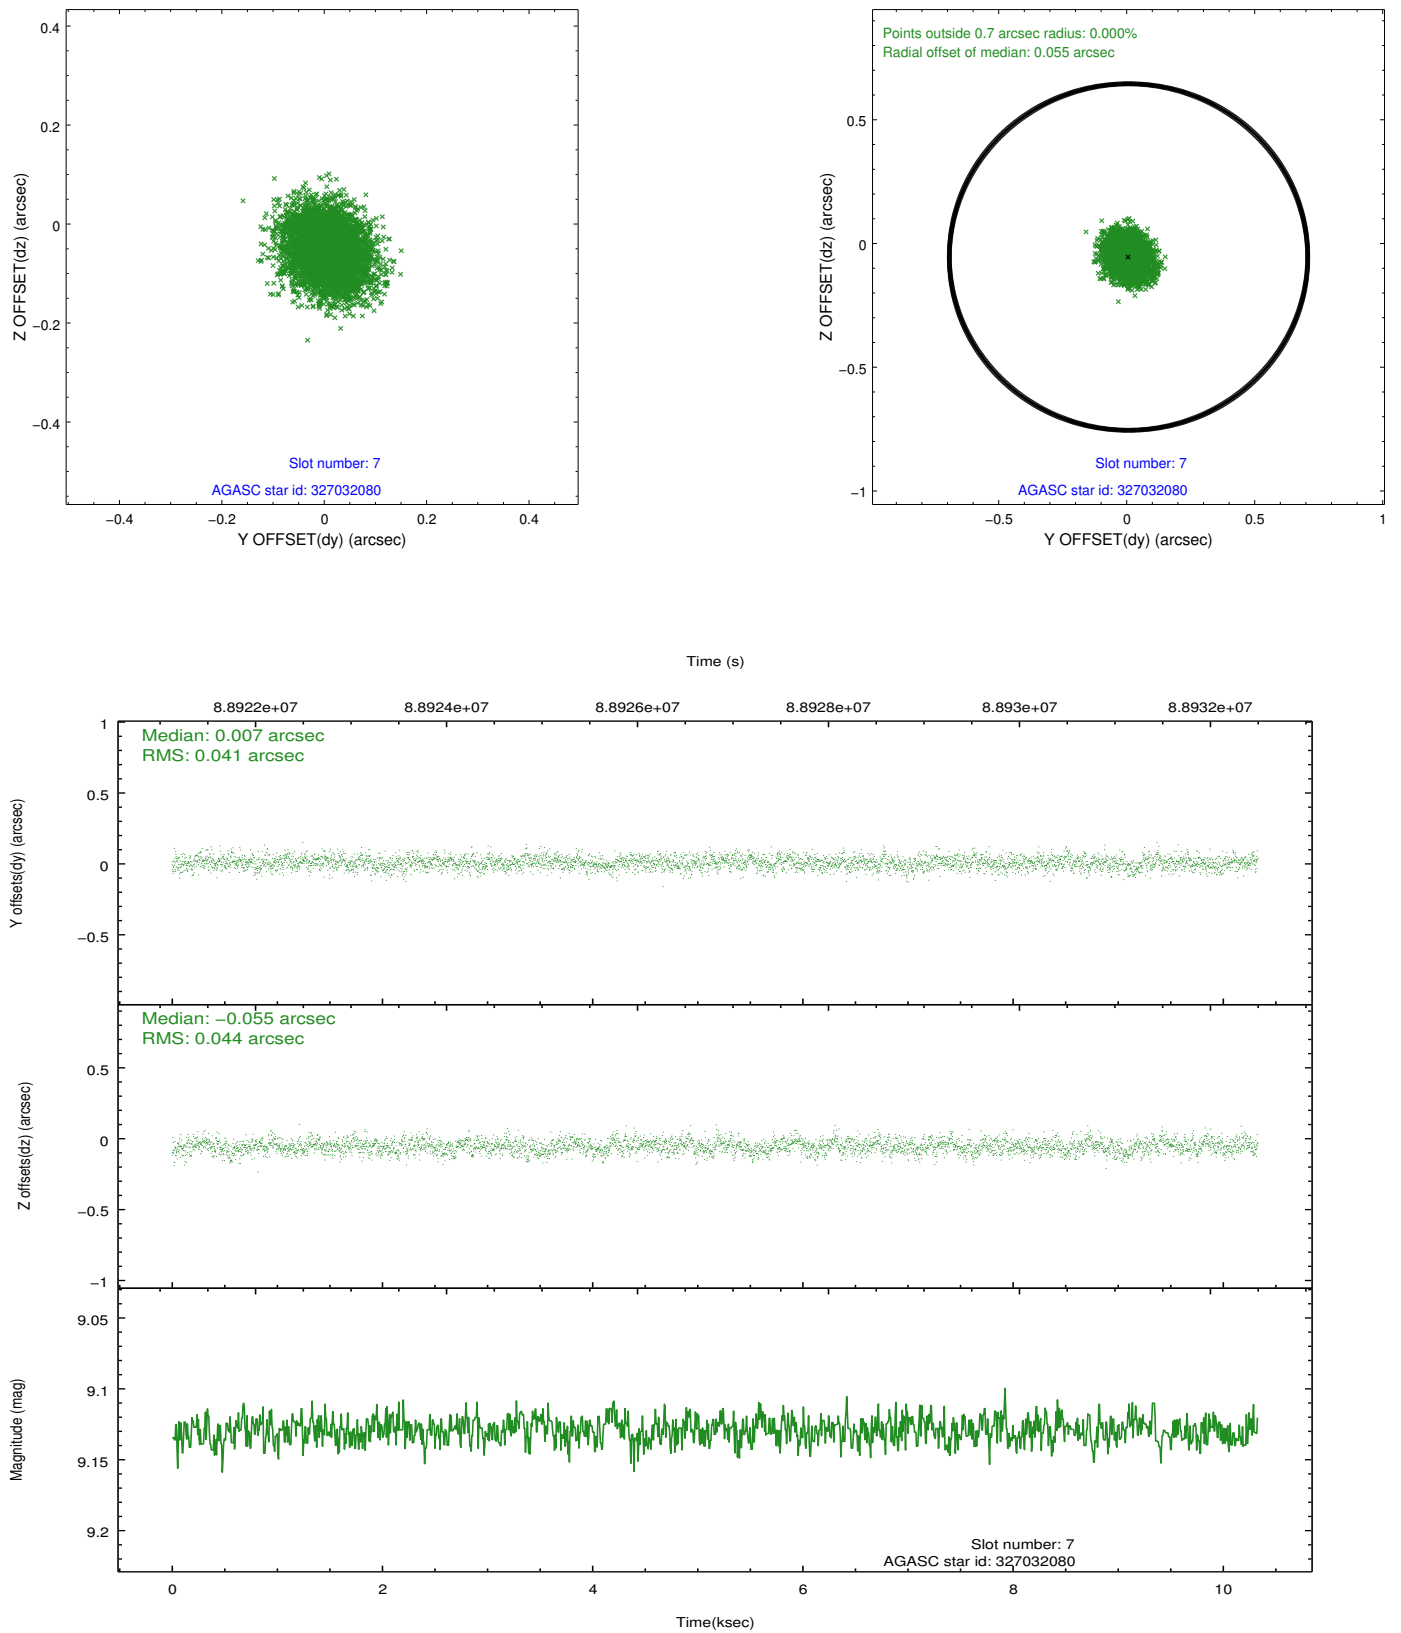 0.4
0.2
0
−0.2
−0.4
Z OFFSET(dz) (arcsec)
Slot number: 7
AGASC star id: 327032080
−0.4 −0.2 0 0.2 0.4
Y OFFSET(dy) (arcsec)
Points outside 0.7 arcsec radius: 0.000%
Radial offset of median: 0.055 arcsec
0.5
0
−0.5
−1
Z OFFSET(dz) (arcsec)
Slot number: 7
AGASC star id: 327032080
−0.5 0 0.5 1
Y OFFSET(dy) (arcsec)
Time (s)
8.8922e+07 8.8924e+07 8.8926e+07 8.8928e+07 8.893e+07 8.8932e+07
Median: 0.007 arcsec
RMS: 0.041 arcsec
1
0.5
0
−0.5
Y offsets(dy) (arcsec)
Median: −0.055 arcsec
RMS: 0.044 arcsec
0.5
0
−0.5
−1
Z offsets(dz) (arcsec)
9.05
9.1
9.15
9.2
Magnitude (mag)
Slot number: 7
AGASC star id: 327032080
0 2 4 6 8 10
Time(ksec)